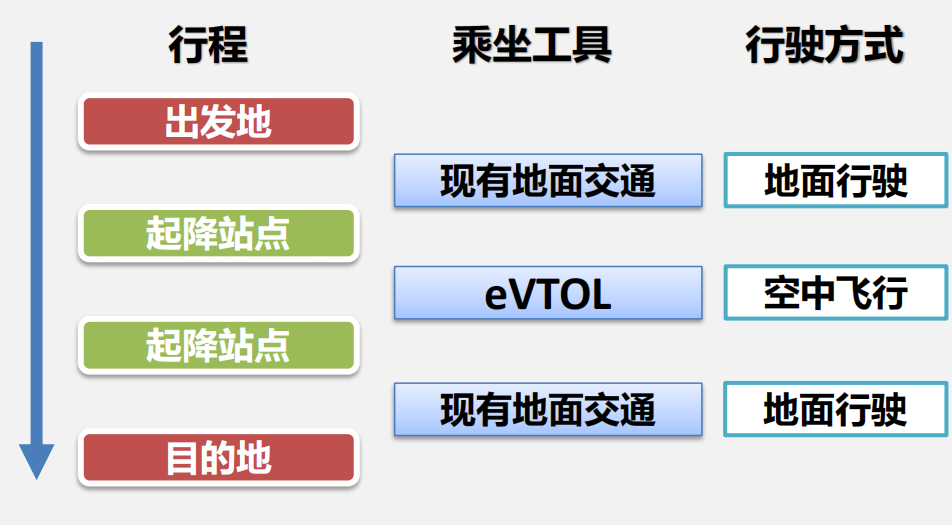 行程 乘坐工具 行驶方式
出发地
现有地面交通 地面行驶
起降站点
eVTOL 空中飞行
起降站点
现有地面交通 地面行驶
目的地